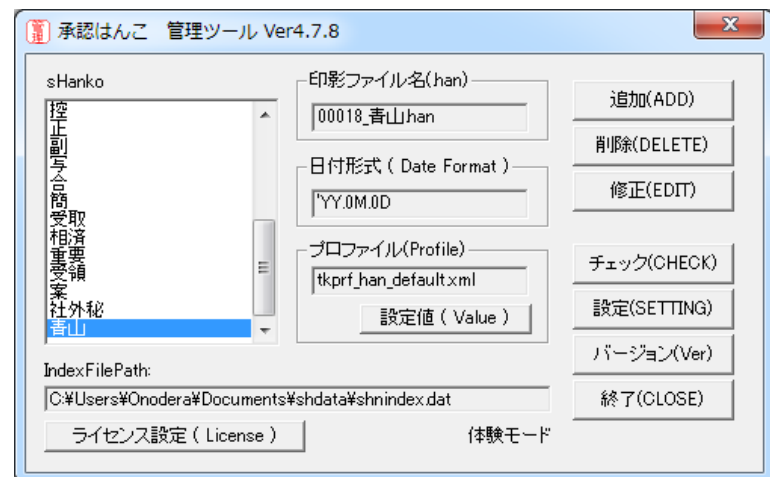 管理
承認はんこ 管理ツール Ver4.7.8
sHanko
控
正
副
写
合
簡
受取
相済
重要
受領
案
社外秘
青山
印影ファイル名(.han)
00018_青山.han
日付形式 ( Date Format )
'YY.0M.0D
プロファイル(Profile)
tkprf_han_default.xml
設定値 ( Value )
追加(ADD)
削除(DELETE)
修正(EDIT)
チェック(CHECK)
設定(SETTING)
バージョン(Ver)
終了(CLOSE)
IndexFilePath:
C:¥Users¥Onodera¥Documents¥shdata¥shnindex.dat
ライセンス設定 ( License )
体験モード